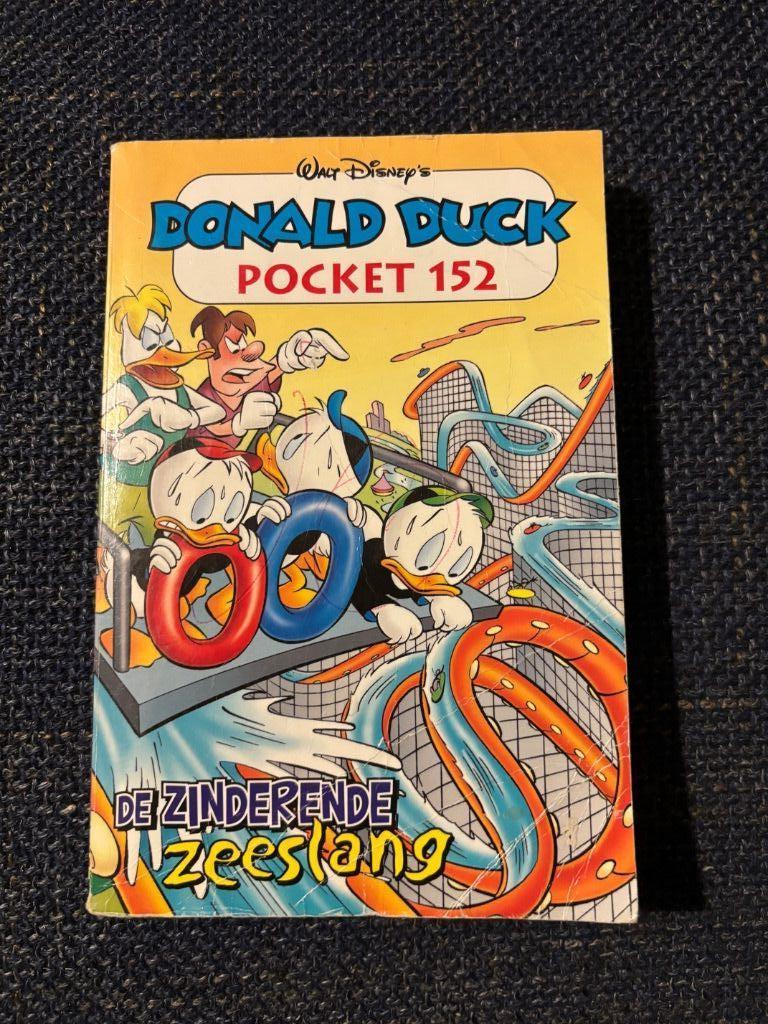 WALT DISNEY'S
DONALD DUCK
POCKET 152
DE ZINDERENDE
zeeslang